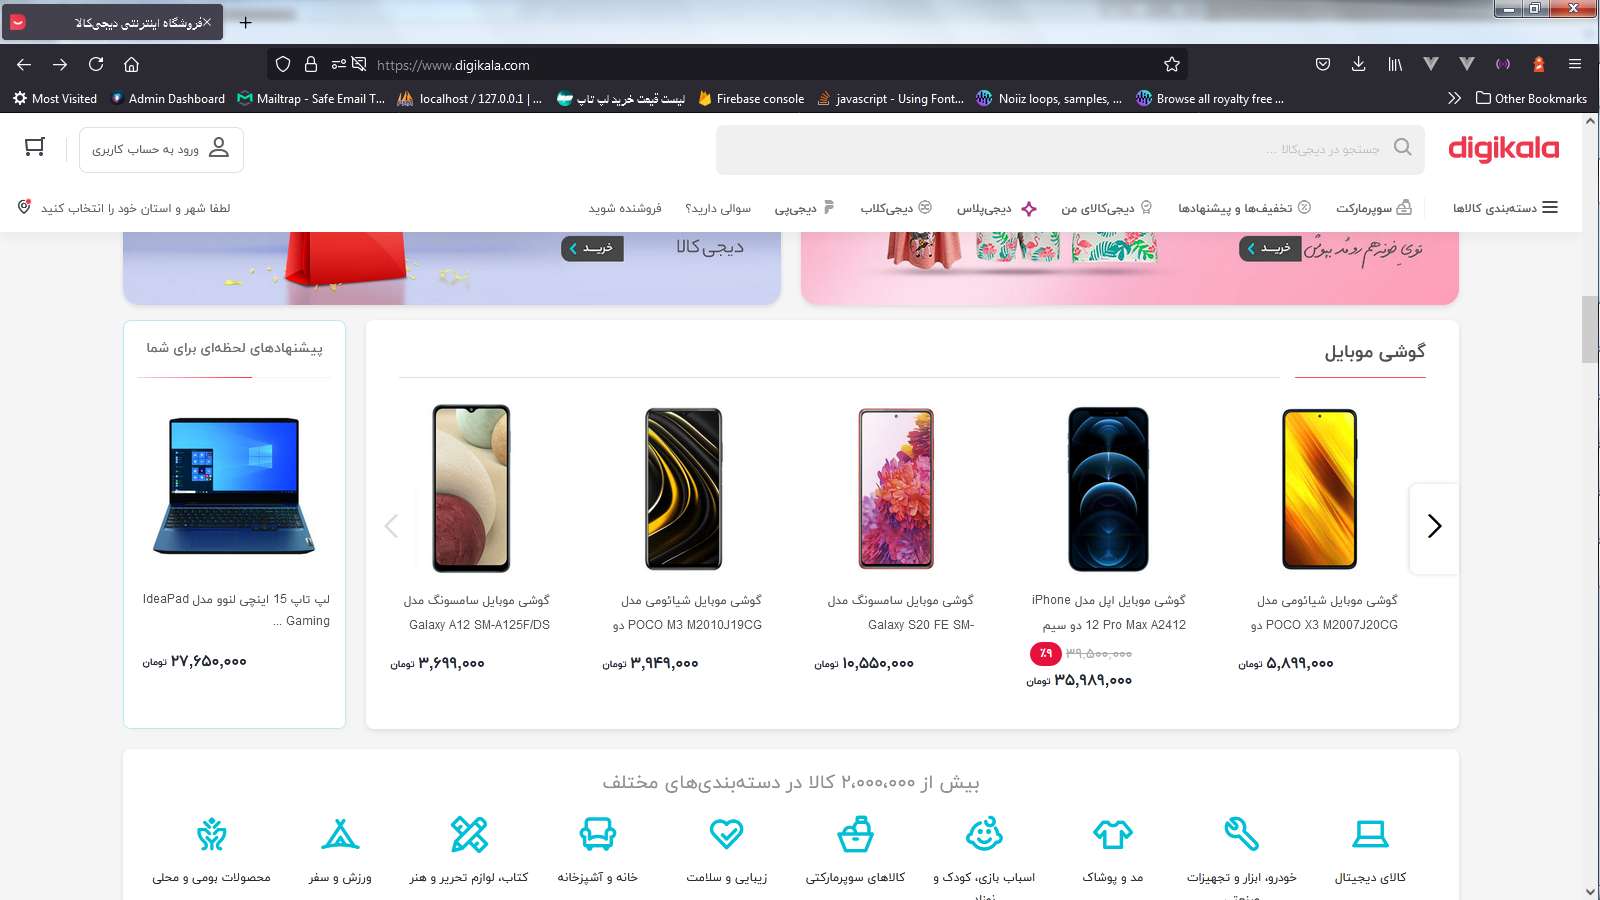 فروشگاه اینترنتی دیجی‌کالا
https://www.digikala.com
Most Visited
Admin Dashboard
Mailtrap - Safe Email T...
localhost / 127.0.0.1 | ...
لیست قیمت خرید لپ تاپ
Firebase console
javascript - Using Font...
Noiiz loops, samples, ...
Browse all royalty free ...
Other Bookmarks
digikala
جستجو در دیجی‌کالا ...
ورود به حساب کاربری
دسته‌بندی کالاها
سوپرمارکت
تخفیف‌ها و پیشنهادها
دیجی‌کالای من
دیجی‌پلاس
دیجی‌کلاب
دیجی‌پی
سوالی دارید؟
فروشنده شوید
لطفا شهر و استان خود را انتخاب کنید
خریــد
دیجی‌کالا
خریــد
گوشی موبایل
گوشی موبایل شیائومی مدل
POCO X3 M2007J20CG دو
۵,۸۹۹,۰۰۰ تومان
گوشی موبایل اپل مدل iPhone
12 Pro Max A2412 دو سیم
۳۹,۵۰۰,۰۰۰
٪۹
۳۵,۹۸۹,۰۰۰ تومان
گوشی موبایل سامسونگ مدل
Galaxy S20 FE SM-
۱۰,۵۵۰,۰۰۰ تومان
گوشی موبایل شیائومی مدل
POCO M3 M2010J19CG دو
۳,۹۴۹,۰۰۰ تومان
گوشی موبایل سامسونگ مدل
Galaxy A12 SM-A125F/DS
۳,۶۹۹,۰۰۰ تومان
پیشنهادهای لحظه‌ای برای شما
لپ تاپ 15 اینچی لنوو مدل IdeaPad
Gaming ...
۲۷,۶۵۰,۰۰۰ تومان
بیش از ۲,۰۰۰,۰۰۰ کالا در دسته‌بندی‌های مختلف
کالای دیجیتال
خودرو، ابزار و تجهیزات
مد و پوشاک
اسباب بازی، کودک و
کالاهای سوپرمارکتی
زیبایی و سلامت
خانه و آشپزخانه
کتاب، لوازم تحریر و هنر
ورزش و سفر
محصولات بومی و محلی